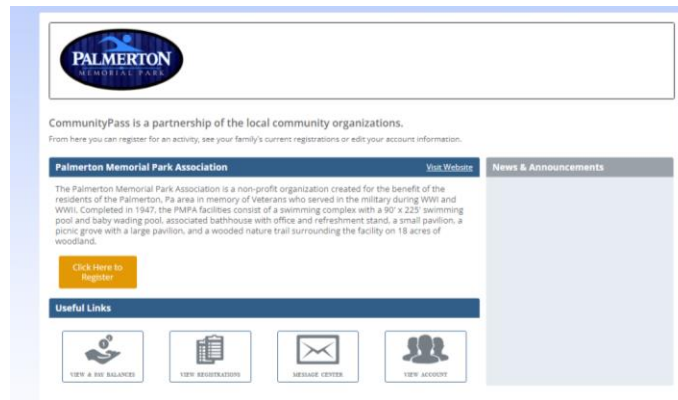 PALMERTON
MEMORIAL PARK
CommunityPass is a partnership of the local community organizations.
From here you can register for an activity, see your family's current registrations or edit your account information.
Palmerton Memorial Park Association
Visit Website
News & Announcements
The Palmerton Memorial Park Association is a non-profit organization created for the benefit of the
residents of the Palmerton, Pa area in memory of Veterans who served in the military during WWI and
WWII. Completed in 1947, the PMPA facilities consist of a swimming complex with a 90' x 225' swimming
pool and baby wading pool, associated bathhouse with office and refreshment stand, a small pavilion, a
picnic grove with a large pavilion, and a wooded nature trail surrounding the facility on 18 acres of
woodland.
Click Here to
Register
Useful Links
VIEW & PAY BALANCES
VIEW REGISTRATIONS
MESSAGE CENTER
VIEW ACCOUNT